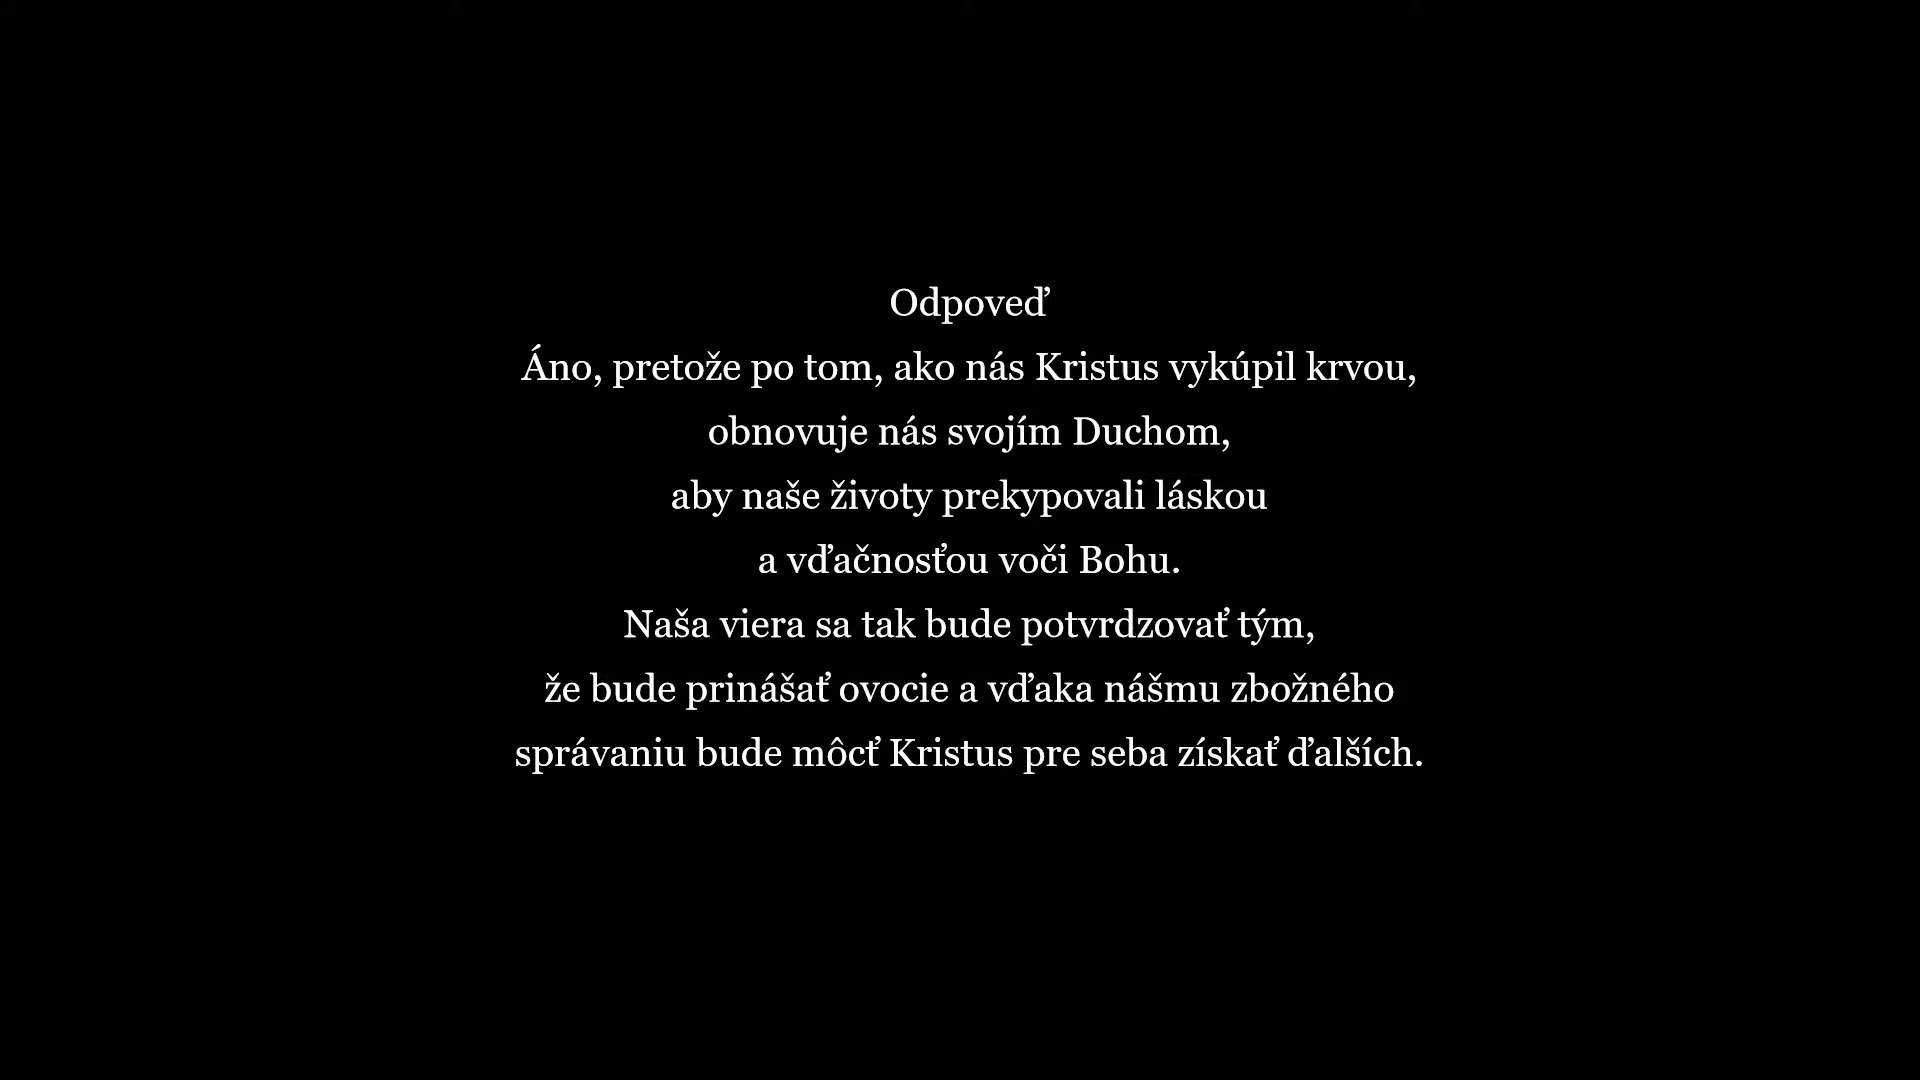 Odpoveď
Áno, pretože po tom, ako nás Kristus vykúpil krvou,
obnovuje nás svojím Duchom,
aby naše životy prekypovali láskou
a vďačnosťou voči Bohu.
Naša viera sa tak bude potvrdzovať tým,
že bude prinášať ovocie a vďaka nášmu zbožného
správaniu bude môcť Kristus pre seba získať ďalších.